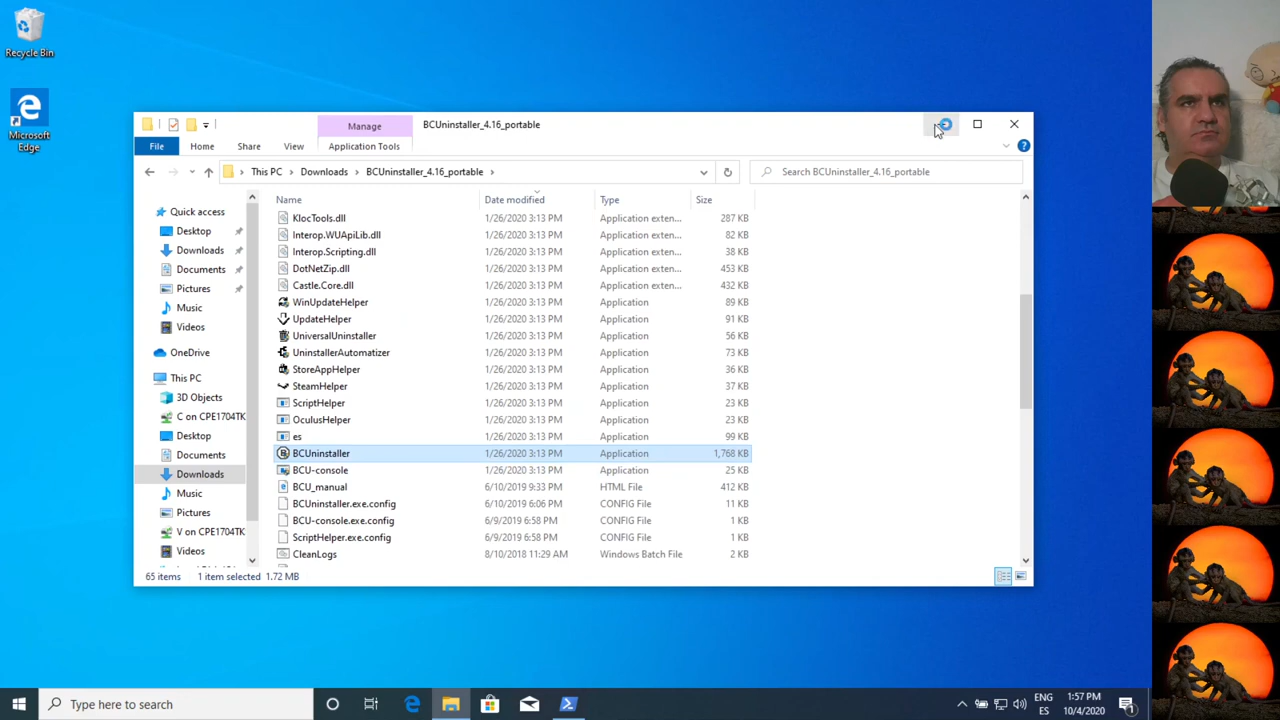 Recycle Bin
Microsoft
Edge
Manage
BCUninstaller_4.16_portable
File
Home
Share
View
Application Tools
This PC
Downloads
BCUninstaller_4.16_portable
Search BCUninstaller_4.16_portable
Name
Date modified
Type
Size
Quick access
Desktop
Downloads
Documents
Pictures
Music
Videos
OneDrive
This PC
3D Objects
C on CPE1704TK
Desktop
Documents
Downloads
Music
Pictures
V on CPE1704TK
Videos
KlocTools.dll 1/26/2020 3:13 PM Application exten... 287 KB
Interop.WUApiLib.dll 1/26/2020 3:13 PM Application exten... 82 KB
Interop.Scripting.dll 1/26/2020 3:13 PM Application exten... 38 KB
DotNetZip.dll 1/26/2020 3:13 PM Application exten... 453 KB
Castle.Core.dll 1/26/2020 3:13 PM Application exten... 432 KB
WinUpdateHelper 1/26/2020 3:13 PM Application 89 KB
UpdateHelper 1/26/2020 3:13 PM Application 91 KB
UniversalUninstaller 1/26/2020 3:13 PM Application 56 KB
UninstallerAutomatizer 1/26/2020 3:13 PM Application 73 KB
StoreAppHelper 1/26/2020 3:13 PM Application 36 KB
SteamHelper 1/26/2020 3:13 PM Application 37 KB
ScriptHelper 1/26/2020 3:13 PM Application 23 KB
OculusHelper 1/26/2020 3:13 PM Application 23 KB
es 1/26/2020 3:13 PM Application 99 KB
BCUninstaller 1/26/2020 3:13 PM Application 1,768 KB
BCU-console 1/26/2020 3:13 PM Application 25 KB
BCU_manual 6/10/2020 9:33 PM HTML File 412 KB
BCUninstaller.exe.config 6/10/2019 6:06 PM CONFIG File 11 KB
BCU-console.exe.config 6/9/2019 6:58 PM CONFIG File 1 KB
ScriptHelper.exe.config 6/9/2019 6:58 PM CONFIG File 1 KB
CleanLogs 8/10/2018 11:29 AM Windows Batch File 2 KB
65 items
1 item selected 1.72 MB
Type here to search
ENG
ES
1:57 PM
10/4/2020
1